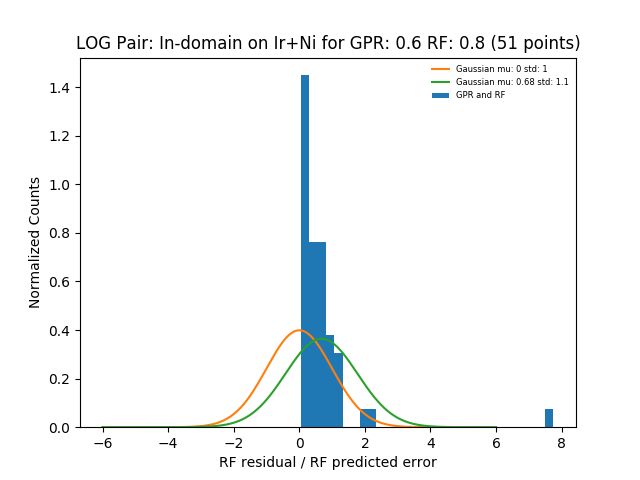 LOG Pair: In-domain on Ir+Ni for GPR: 0.6 RF: 0.8 (51 points)
Gaussian mu: 0 std: 1
Gaussian mu: 0.68 std: 1.1
GPR and RF
Normalized Counts
1.4
1.2
1.0
0.8
0.6
0.4
0.2
0.0
−6 −4 −2 0 2 4 6 8
RF residual / RF predicted error